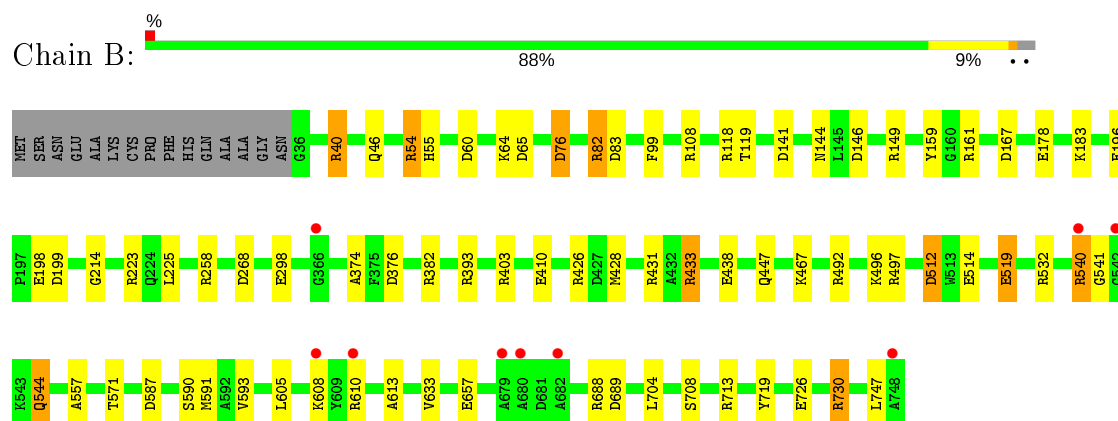 %
Chain B:
88%
9%
MET SER ASN GLU ALA LYS CYS PRO PHE HIS GLN ALA ALA GLY ASN G36 R40 Q46 R54 H55 D60 K64 D65 D76 R82 D83 F99 R108 R118 T119 D141 N144 L145 D146 R149 Y159 G160 R161 D167 E178 K183
P197 E198 D199 G214 R223 Q224 L225 R258 D268 E298 G366 A374 F375 D376 R382 R393 R403 E410 R426 D427 M428 R431 A432 R433 E438 Q447 K467 R492 K496 R497 D512 W513 E514 E519 R532 R540 G541
K543 Q544 A557 T571 D587 S590 M591 A592 V593 L605 K608 Y609 R610 A613 V633 E657 A679 A680 D681 A682 R688 D689 L704 S708 R713 Y719 E726 R730 L747 A748